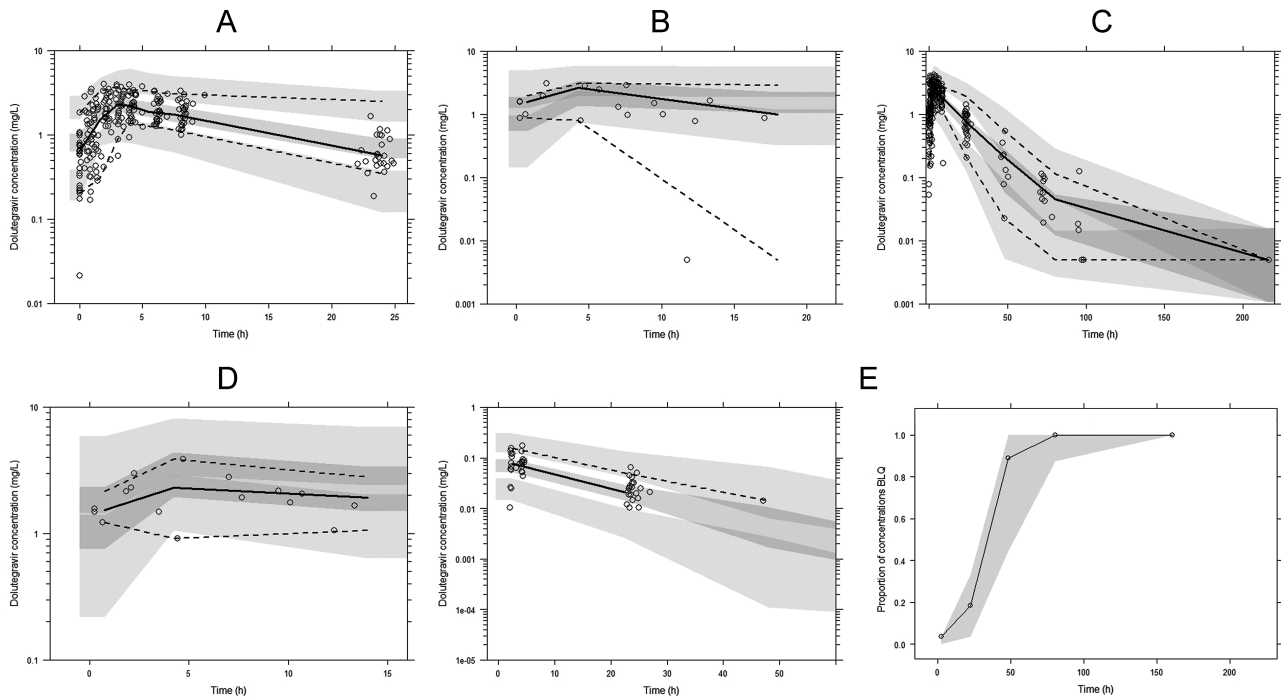 A
B
C
10
1
0.1
0.01
Dolutegravir concentration (mg/L)
0 5 10 15 20 25
Time (h)
10
1
0.1
0.01
0.001
Dolutegravir concentration (mg/L)
0 5 10 15 20
Time (h)
10
1
0.1
0.01
0.001
Dolutegravir concentration (mg/L)
0 50 100 150 200
Time (h)
D
E
10
1
0.1
Dolutegravir concentration (mg/L)
0 5 10 15
Time (h)
1
0.1
0.01
0.001
1e-04
1e-05
Dolutegravir concentration (mg/L)
0 10 20 30 40 50
Time (h)
1.0
0.8
0.6
0.4
0.2
0.0
Proportion of concentrations BLQ
0 50 100 150 200
Time (h)